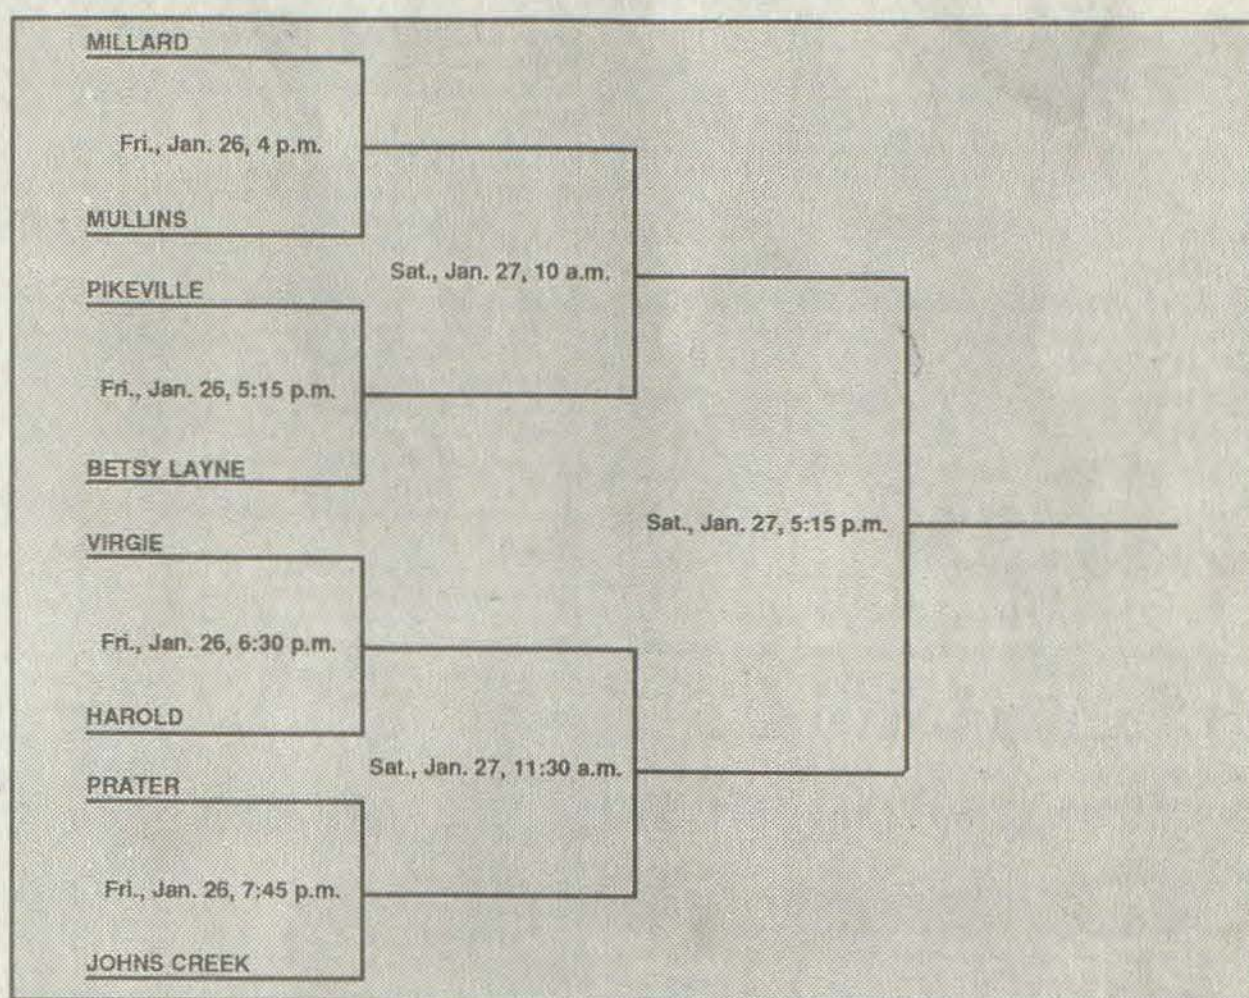 MILLARD
Fri., Jan. 26, 4 p.m.
MULLINS
Sat., Jan. 27, 10 a.m.
PIKEVILLE
Fri., Jan. 26, 5:15 p.m.
BETSY LAYNE
Sat., Jan. 27, 5:15 p.m.
VIRGIE
Fri., Jan. 26, 6:30 p.m.
HAROLD
Sat., Jan. 27, 11:30 a.m.
PRATER
Fri., Jan. 26, 7:45 p.m.
JOHNS CREEK